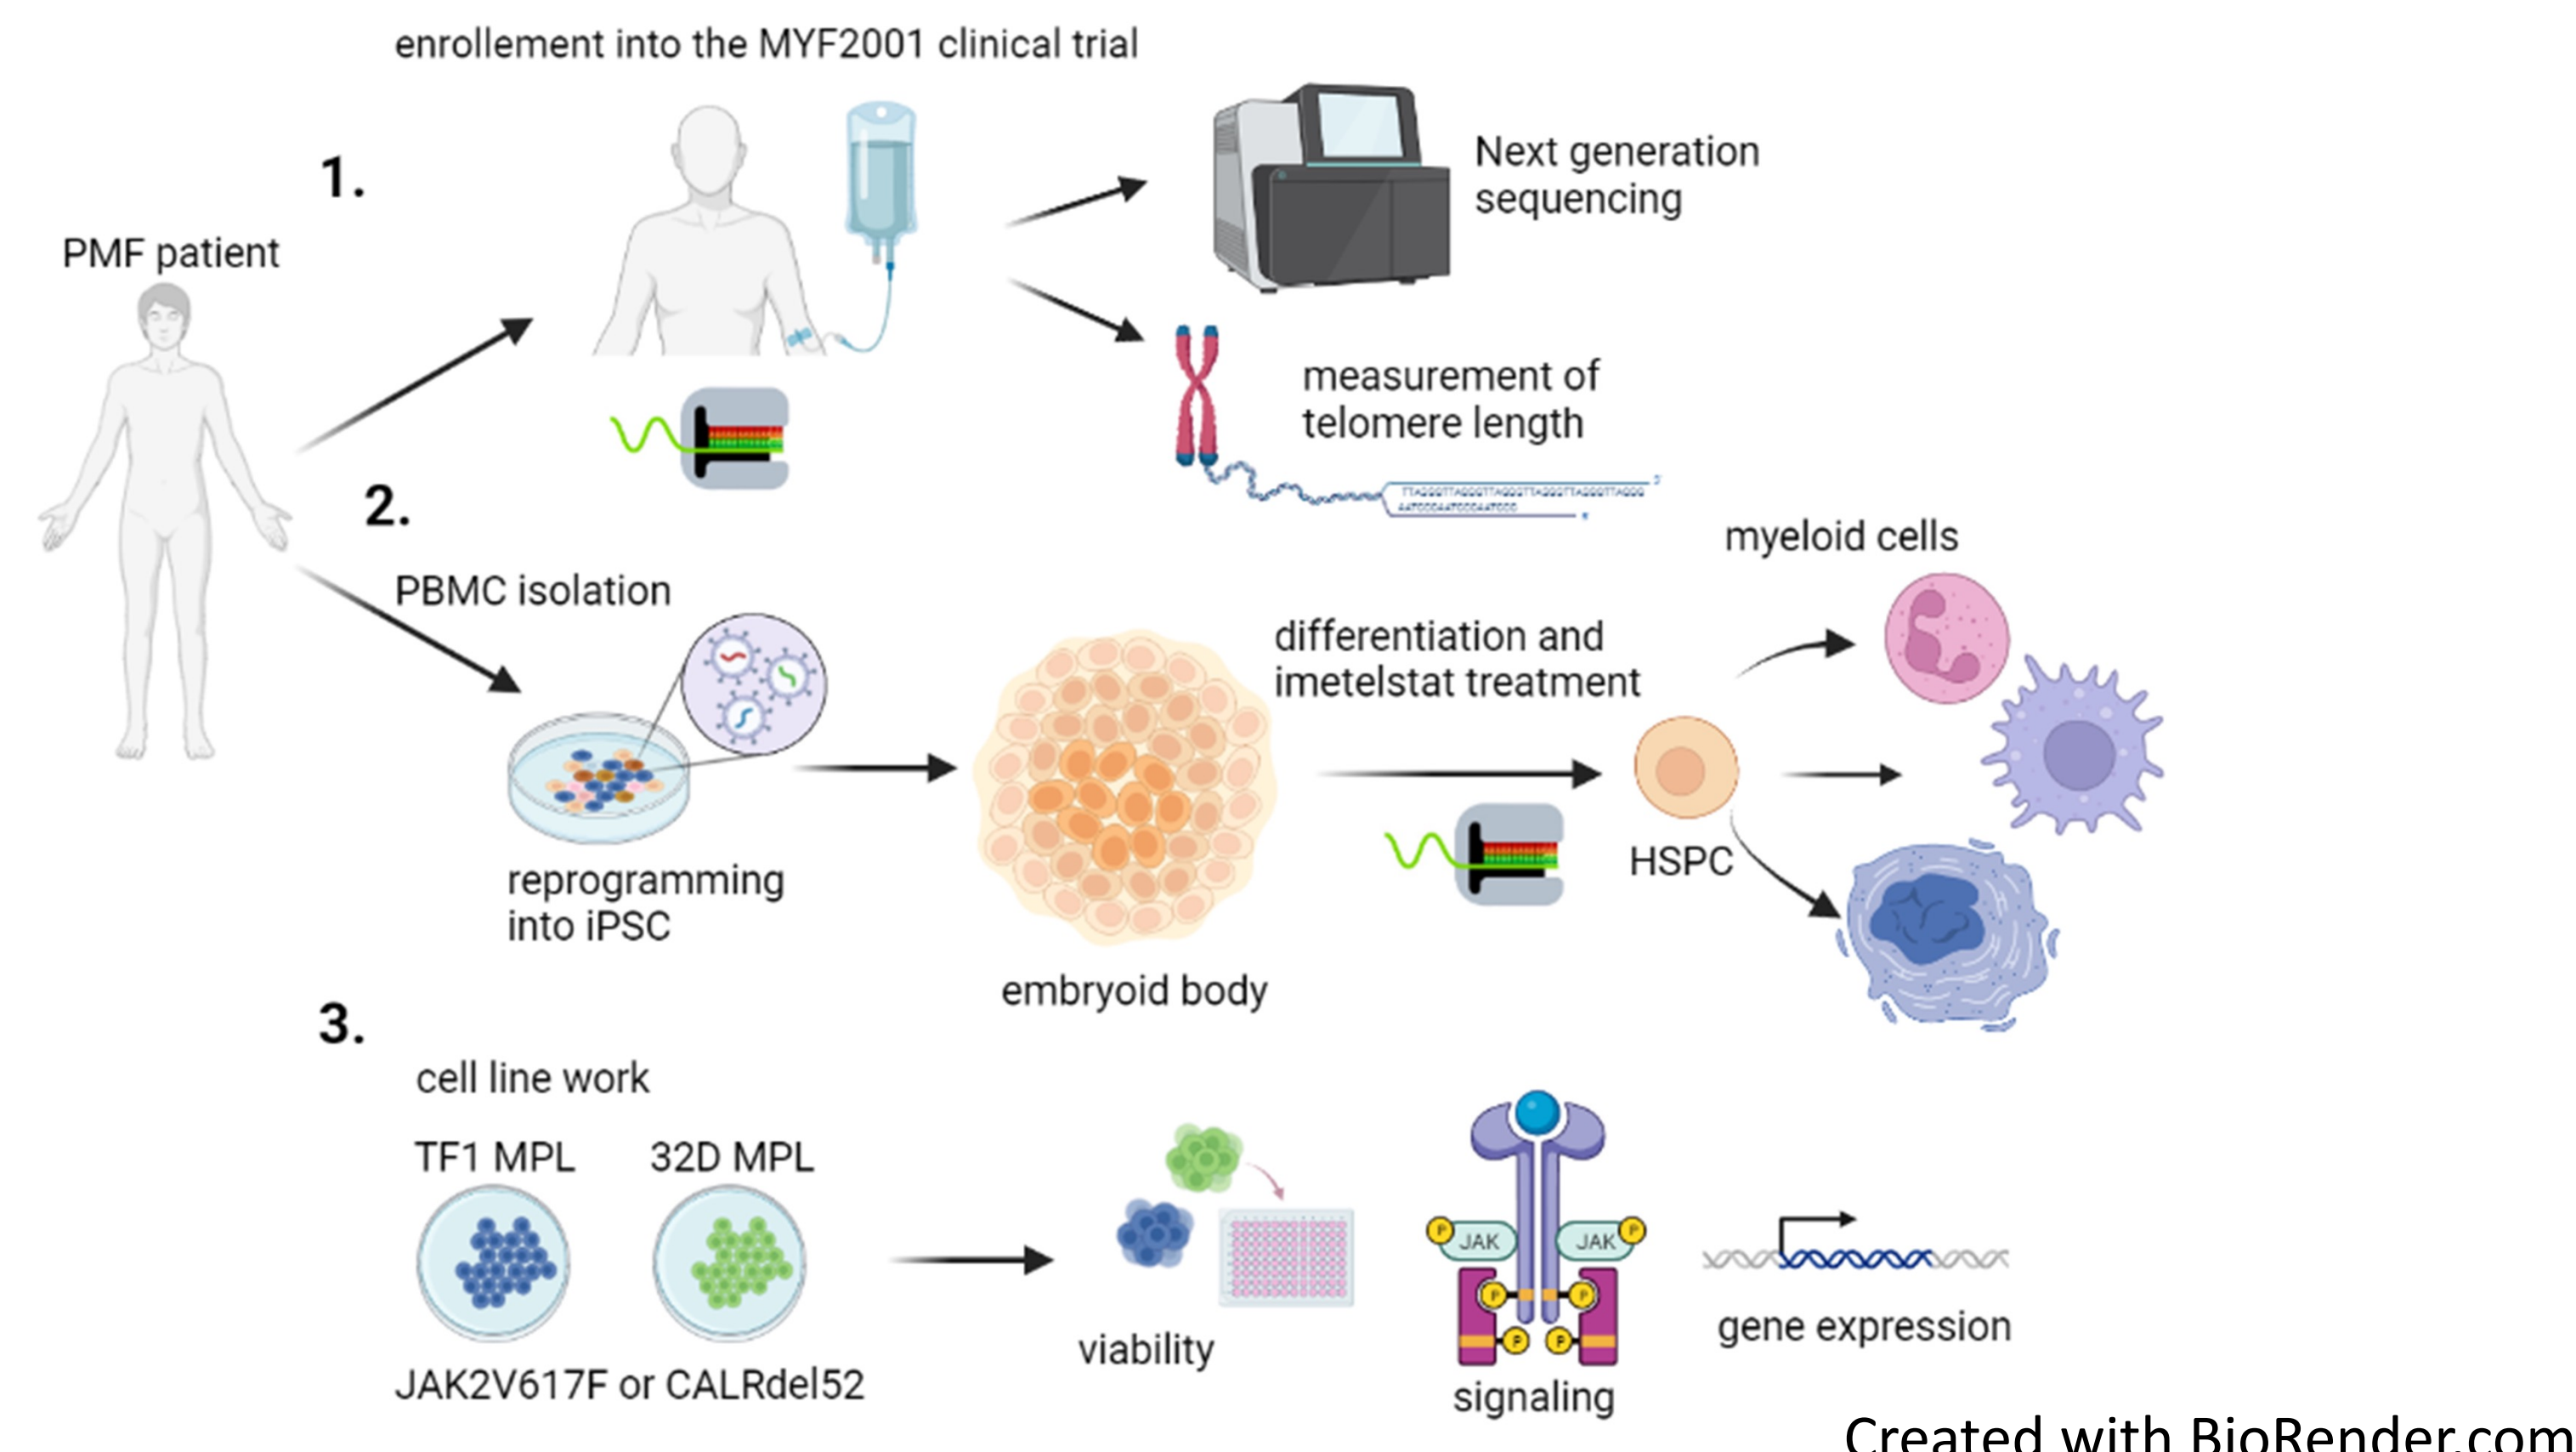 enrollement into the MYF2001 clinical trial
1.
Next generation
sequencing
PMF patient
measurement of
telomere length
TTAGGGTTAGGGTTAGGGTTAGGGTTAGGGTTAGGG
AATCCCAATCCCAATCCC
2.
PBMC isolation
myeloid cells
differentiation and
imetelstat treatment
HSPC
reprogramming
into iPSC
embryoid body
3.
cell line work
TF1 MPL
32D MPL
P
JAK
JAK
P
P
P
P
P
JAK2V617F or CALRdel52
viability
signaling
gene expression
Created with BioRender.com